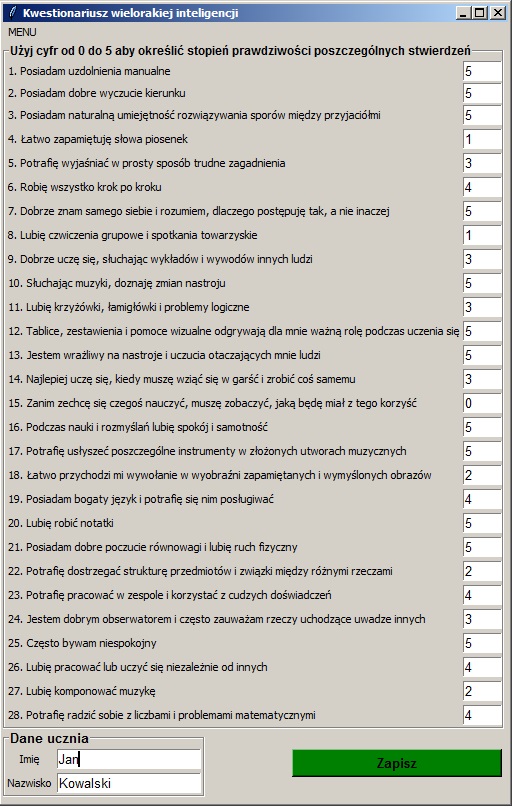 Kwestionariusz wielorakiej inteligencji
MENU
Użyj cyfr od 0 do 5 aby określić stopień prawdziwości poszczególnych stwierdzeń
1. Posiadam uzdolnienia manualne 5
2. Posiadam dobre wyczucie kierunku 5
3. Posiadam naturalną umiejętność rozwiązywania sporów między przyjaciółmi 5
4. Łatwo zapamiętuję słowa piosenek 1
5. Potrafię wyjaśniać w prosty sposób trudne zagadnienia 3
6. Robię wszystko krok po kroku 4
7. Dobrze znam samego siebie i rozumiem, dlaczego postępuję tak, a nie inaczej 5
8. Lubię czwiczenia grupowe i spotkania towarzyskie 1
9. Dobrze uczę się, słuchając wykładów i wywodów innych ludzi 3
10. Słuchając muzyki, doznaję zmian nastroju 5
11. Lubię krzyżówki, łamigłówki i problemy logiczne 3
12. Tablice, zestawienia i pomoce wizualne odgrywają dla mnie ważną rolę podczas uczenia się 5
13. Jestem wrażliwy na nastroje i uczucia otaczających mnie ludzi 5
14. Najlepiej uczę się, kiedy muszę wziąć się w garść i zrobić coś samemu 3
15. Zanim zechcę się czegoś nauczyć, muszę zobaczyć, jaką będę miał z tego korzyść 0
16. Podczas nauki i rozmyślań lubię spokój i samotność 5
17. Potrafię usłyszeć poszczególne instrumenty w złożonych utworach muzycznych 5
18. Łatwo przychodzi mi wywołanie w wyobraźni zapamiętanych i wymyślonych obrazów 2
19. Posiadam bogaty język i potrafię się nim posługiwać 4
20. Lubię robić notatki 5
21. Posiadam dobre poczucie równowagi i lubię ruch fizyczny 5
22. Potrafię dostrzegać strukturę przedmiotów i związki między różnymi rzeczami 2
23. Potrafię pracować w zespole i korzystać z cudzych doświadczeń 4
24. Jestem dobrym obserwatorem i często zauważam rzeczy uchodzące uwadze innych 3
25. Często bywam niespokojny 5
26. Lubię pracować lub uczyć się niezależnie od innych 4
27. Lubię komponować muzykę 2
28. Potrafię radzić sobie z liczbami i problemami matematycznymi 4
Dane ucznia
Imię Jan
Nazwisko Kowalski
Zapisz